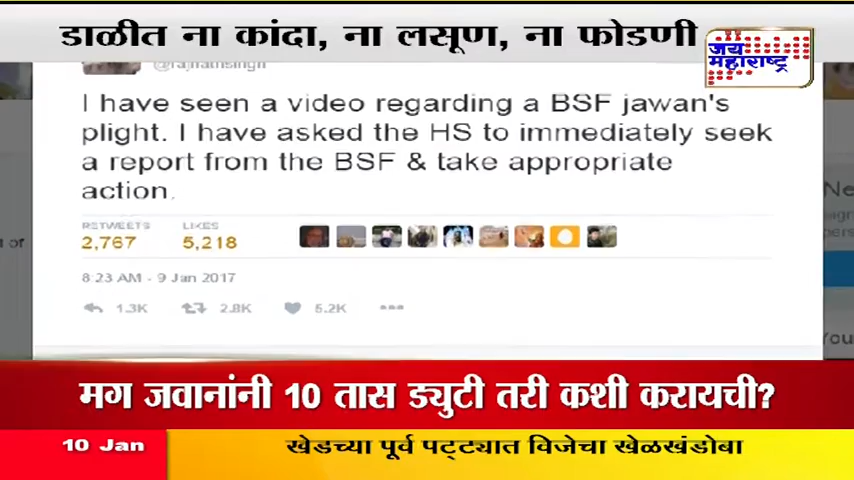 डाळीत ना कांदा, ना लसूण, ना फोडणी
जय
महाराष्ट्र
@rajnathsingh
I have seen a video regarding a BSF jawan's
plight. I have asked the HS to immediately seek
a report from the BSF & take appropriate
action.
RETWEETS LIKES
2,767 5,218
8:23 AM - 9 Jan 2017
1.3K 2.8K 5.2K
मग जवानांनी 10 तास ड्युटी तरी कशी करायची?
10 Jan
खेडच्या पूर्व पट्ट्यात विजेचा खेळखंडोबा